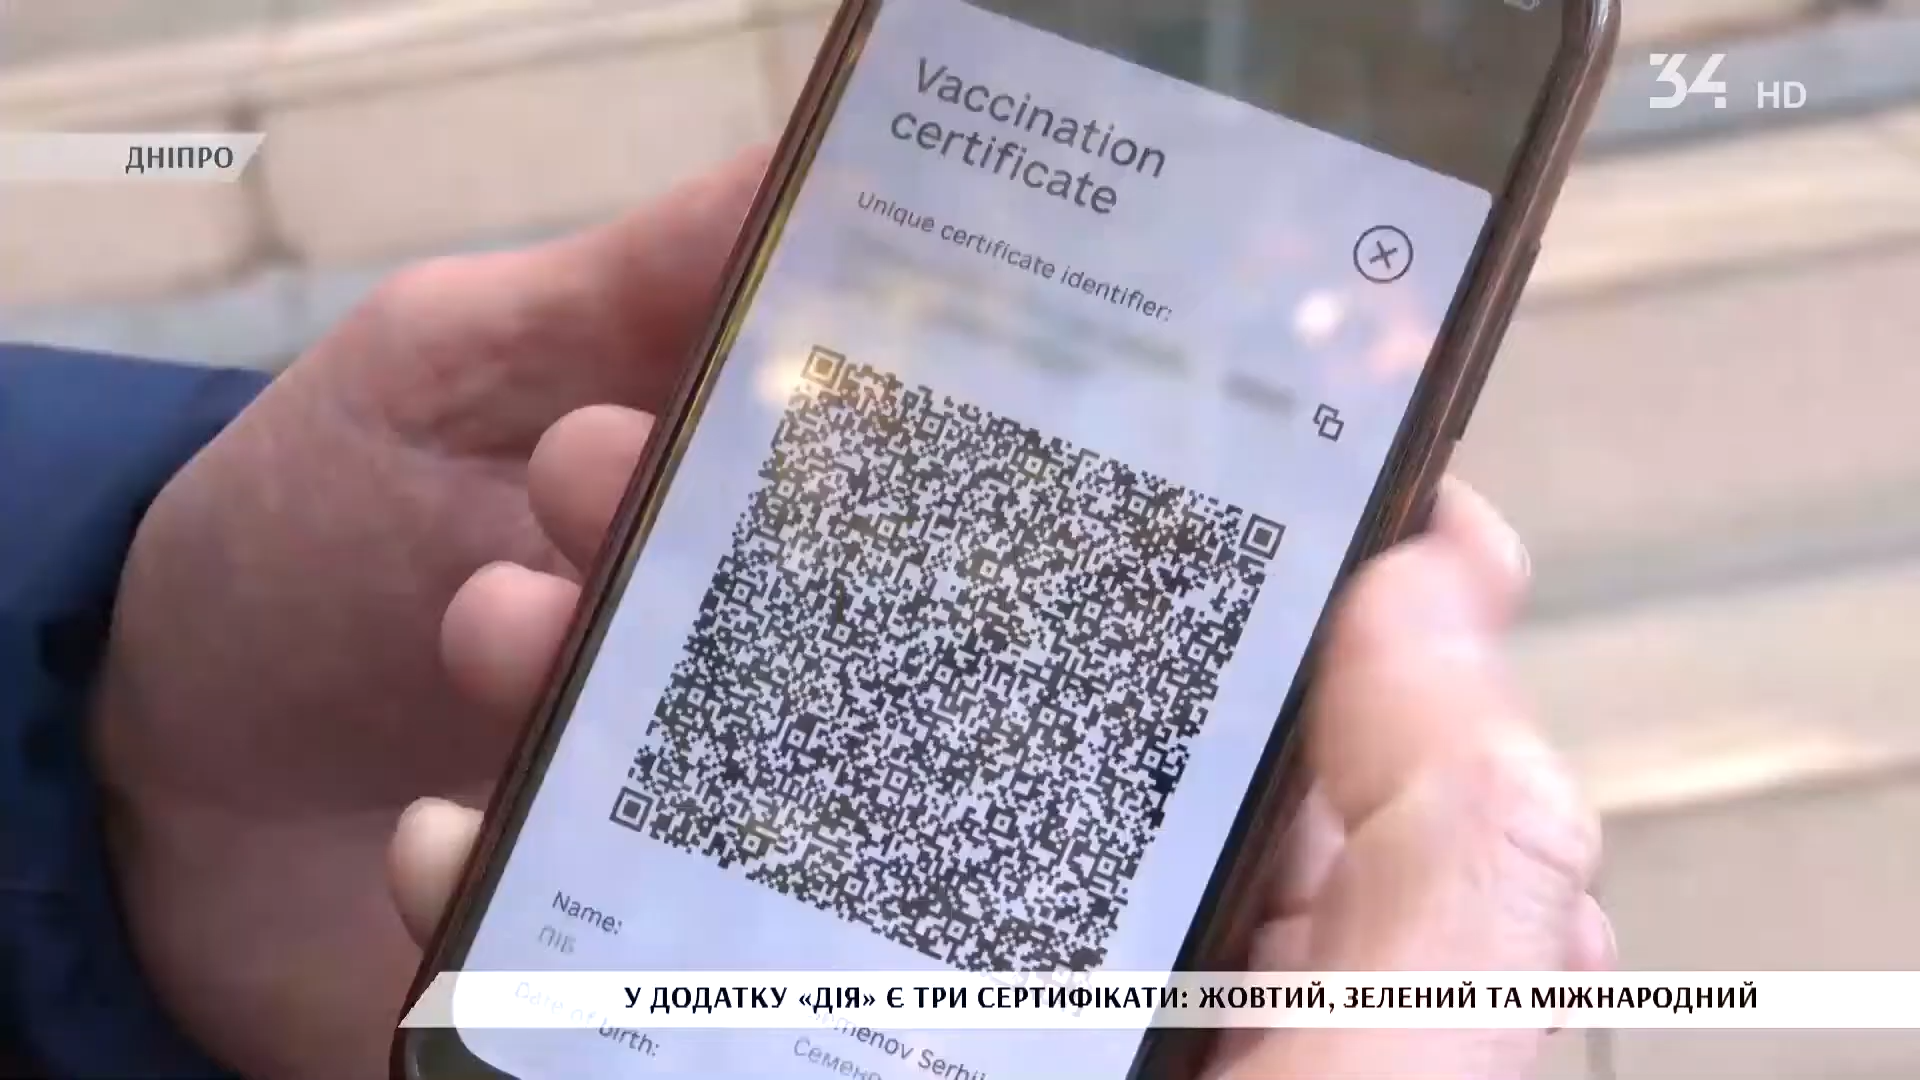 34 HD
ДНІПРО
Vaccination
certificate
Unique certificate identifier:
Name:
ПІБ
Date of birth:
Serhii
У ДОДАТКУ «ДІЯ» Є ТРИ СЕРТИФІКАТИ: ЖОВТИЙ, ЗЕЛЕНИЙ ТА МІЖНАРОДНИЙ